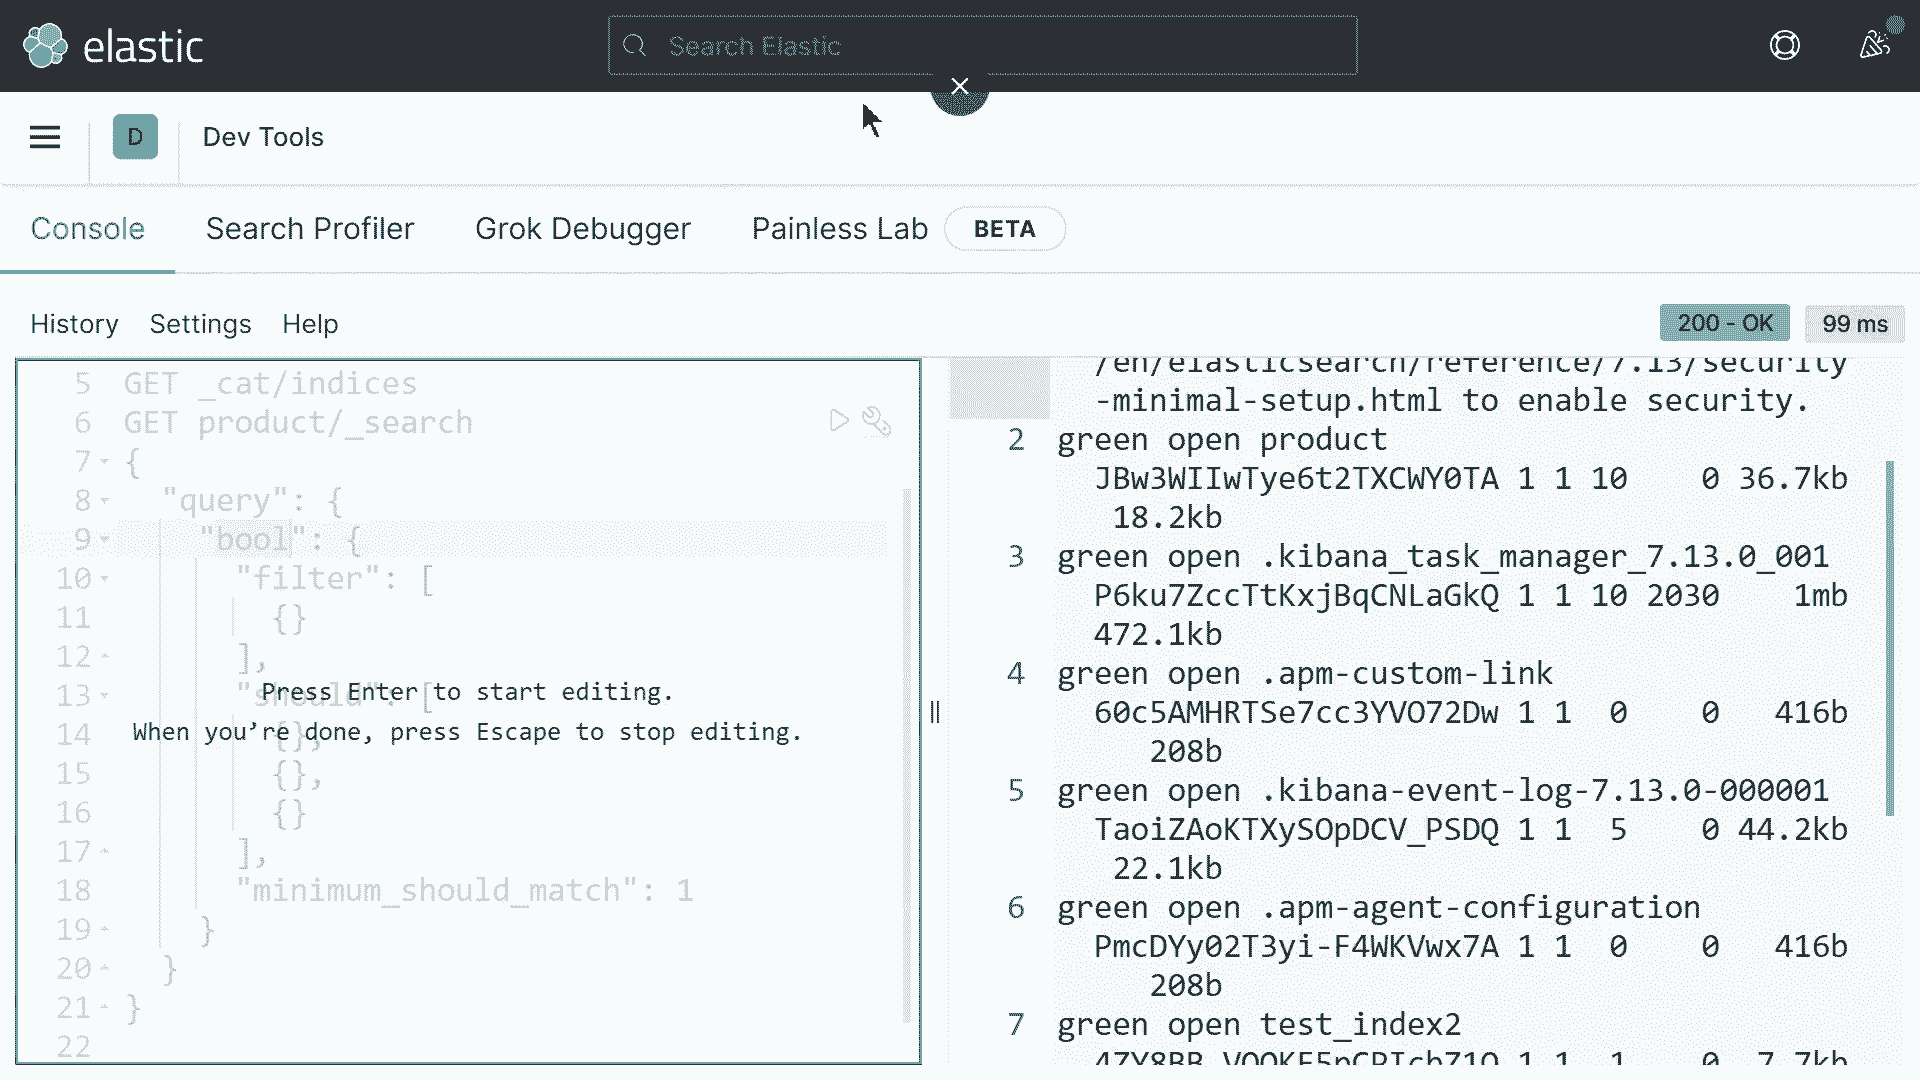 elastic
Search Elastic
D
Dev Tools
Console
Search Profiler
Grok Debugger
Painless Lab
BETA
History
Settings
Help
200 - OK
99 ms
5 GET _cat/indices
6 GET product/_search
7 {
8 "query": {
9 "bool": {
10 "filter": [
11 {}
12 ],
13 "should": [
14 {},
15 {},
16 {}
17 ],
18 "minimum_should_match": 1
19 }
20 }
21 }
22
Press Enter to start editing.
When you're done, press Escape to stop editing.
/en/elasticsearch/reference/7.13/security
-minimal-setup.html to enable security.
2 green open product
JBw3WIIwTye6t2TXCWY0TA 1 1 10 0 36.7kb
18.2kb
3 green open .kibana_task_manager_7.13.0_001
P6ku7ZccTtKxjBqCNLaGkQ 1 1 10 2030 1mb
472.1kb
4 green open .apm-custom-link
60c5AMHRTSe7cc3YVO72Dw 1 1 0 0 416b
208b
5 green open .kibana-event-log-7.13.0-000001
TaoiZAoKTXySOpDCV_PSDQ 1 1 5 0 44.2kb
22.1kb
6 green open .apm-agent-configuration
PmcDYy02T3yi-F4WKVwx7A 1 1 0 0 416b
208b
7 green open test_index2
1 1 1 0 7.7kb